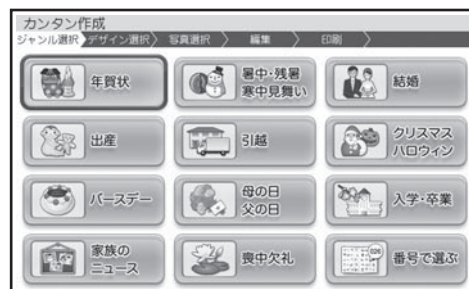 カンタン作成
ジャンル選択 デザイン選択 写真選択 編集 印刷
年賀状
暑中・残暑
寒中見舞い
結婚
出産
引越
クリスマス
ハロウィン
バースデー
母の日
父の日
入学・卒業
家族の
ニュース
喪中欠礼
番号で選ぶ